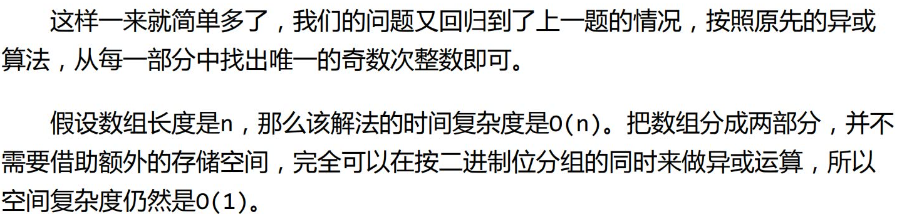 这样一来就简单多了，我们的问题又回归到了上一题的情况，按照原先的异或
算法，从每一部分中找出唯一的奇数次整数即可。
假设数组长度是n，那么该解法的时间复杂度是O(n)。把数组分成两部分，并不
需要借助额外的存储空间，完全可以在按二进制位分组的同时来做异或运算，所以
空间复杂度仍然是O(1)。